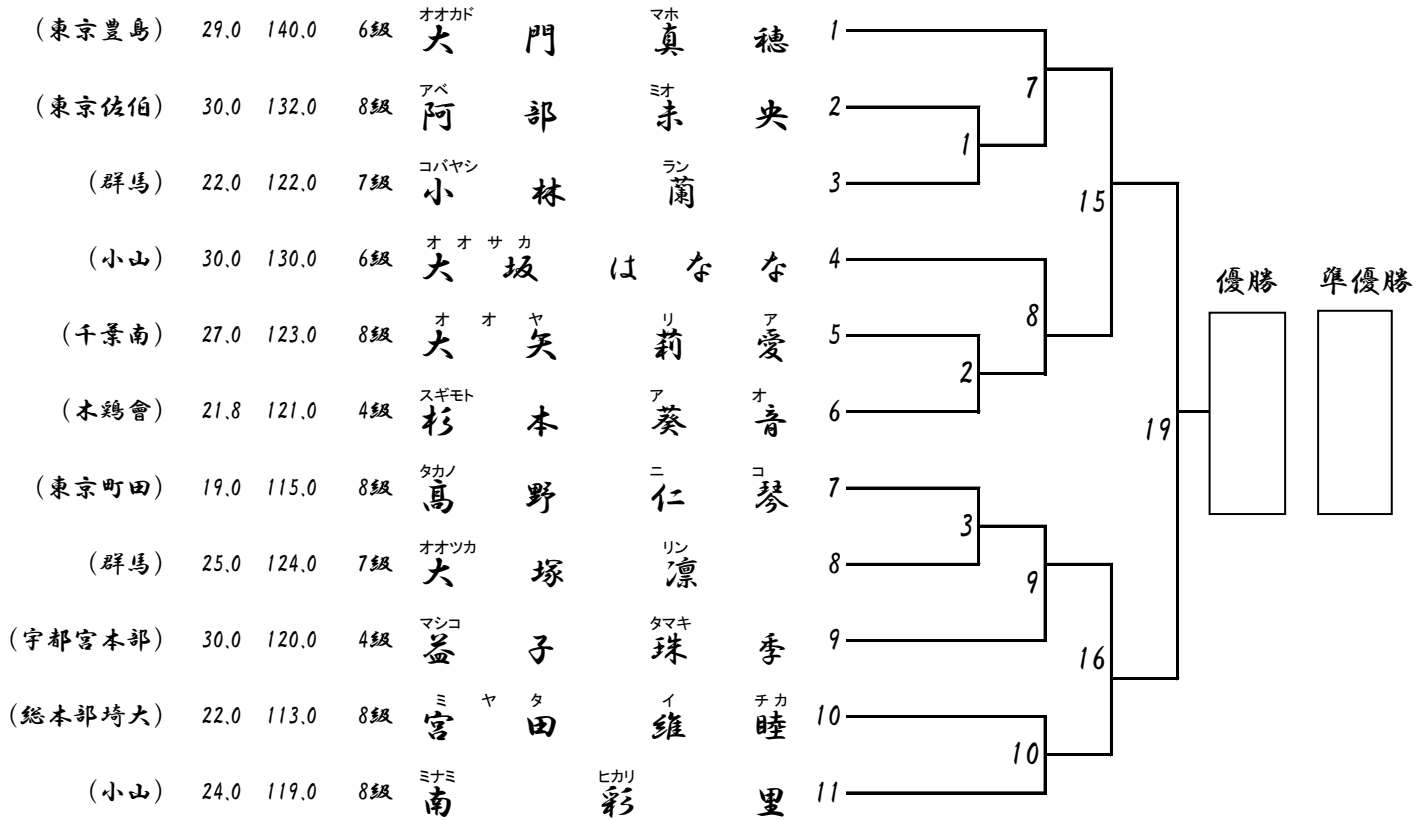 (東京豊島) 29.0 140.0 6級 大門 真穂 オオカド マホ 1
(東京佐伯) 30.0 132.0 8級 阿部 未央 アベ ミオ 2
(群馬) 22.0 122.0 7級 小林 蘭 コバヤシ ラン 3
(小山) 30.0 130.0 6級 大坂 はなな オオサカ 4
(千葉南) 27.0 123.0 8級 大矢 莉愛 オオヤ リア 5
(木鶏會) 21.8 121.0 4級 杉本 葵音 スギモト アオ 6
(東京町田) 19.0 115.0 8級 髙野 仁琴 タカノ ニコ 7
(群馬) 25.0 124.0 7級 大塚 凛 オオツカ リン 8
(宇都宮本部) 30.0 120.0 4級 益子 珠季 マシコ タマキ 9
(総本部埼大) 22.0 113.0 8級 宮田 維睦 ミヤタ イチカ 10
(小山) 24.0 119.0 8級 南 彩里 ミナミ ヒカリ 11
1
2
3
7
8
9
10
15
16
19
優勝 準優勝